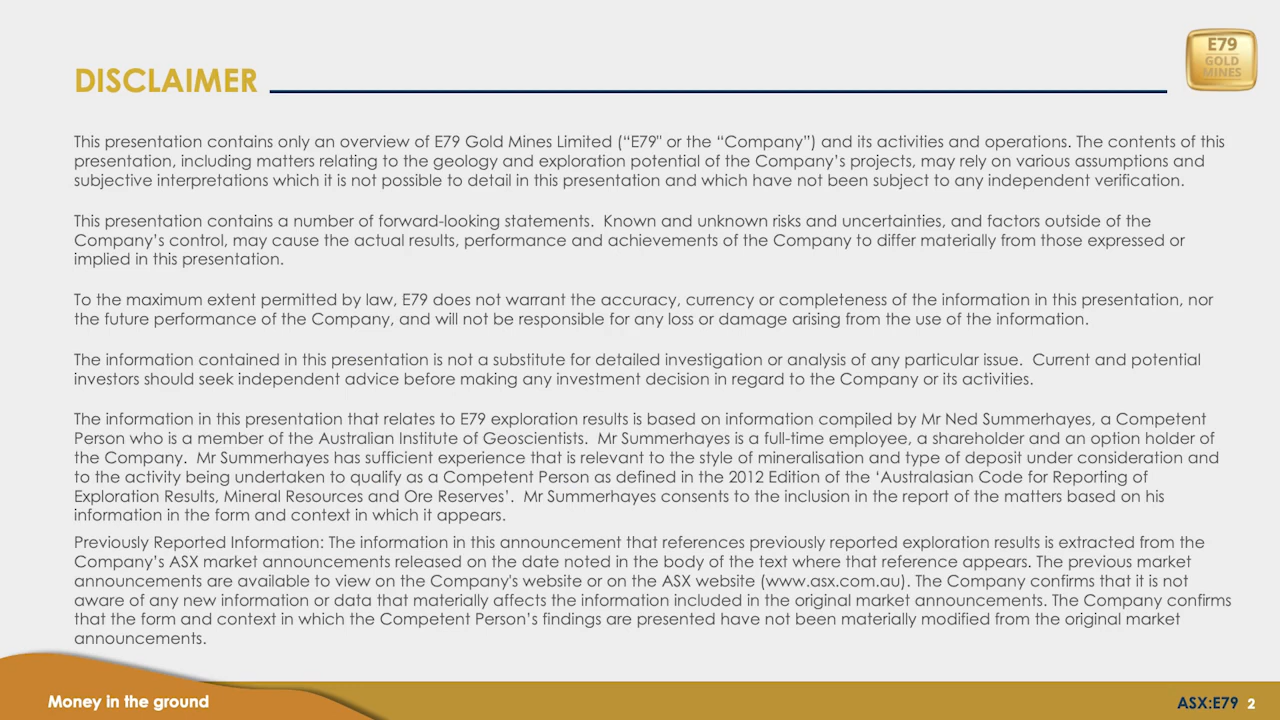 DISCLAIMER
E79
GOLD
MINES
This presentation contains only an overview of E79 Gold Mines Limited (“E79" or the “Company”) and its activities and operations. The contents of this
presentation, including matters relating to the geology and exploration potential of the Company’s projects, may rely on various assumptions and
subjective interpretations which it is not possible to detail in this presentation and which have not been subject to any independent verification.
This presentation contains a number of forward-looking statements.  Known and unknown risks and uncertainties, and factors outside of the
Company’s control, may cause the actual results, performance and achievements of the Company to differ materially from those expressed or
implied in this presentation.
To the maximum extent permitted by law, E79 does not warrant the accuracy, currency or completeness of the information in this presentation, nor
the future performance of the Company, and will not be responsible for any loss or damage arising from the use of the information.
The information contained in this presentation is not a substitute for detailed investigation or analysis of any particular issue.  Current and potential
investors should seek independent advice before making any investment decision in regard to the Company or its activities.
The information in this presentation that relates to E79 exploration results is based on information compiled by Mr Ned Summerhayes, a Competent
Person who is a member of the Australian Institute of Geoscientists.  Mr Summerhayes is a full-time employee, a shareholder and an option holder of
the Company.  Mr Summerhayes has sufficient experience that is relevant to the style of mineralisation and type of deposit under consideration and
to the activity being undertaken to qualify as a Competent Person as defined in the 2012 Edition of the ‘Australasian Code for Reporting of
Exploration Results, Mineral Resources and Ore Reserves’.  Mr Summerhayes consents to the inclusion in the report of the matters based on his
information in the form and context in which it appears.
Previously Reported Information: The information in this announcement that references previously reported exploration results is extracted from the
Company’s ASX market announcements released on the date noted in the body of the text where that reference appears. The previous market
announcements are available to view on the Company's website or on the ASX website (www.asx.com.au). The Company confirms that it is not
aware of any new information or data that materially affects the information included in the original market announcements. The Company confirms
that the form and context in which the Competent Person’s findings are presented have not been materially modified from the original market
announcements.
Money in the ground
ASX:E79 2